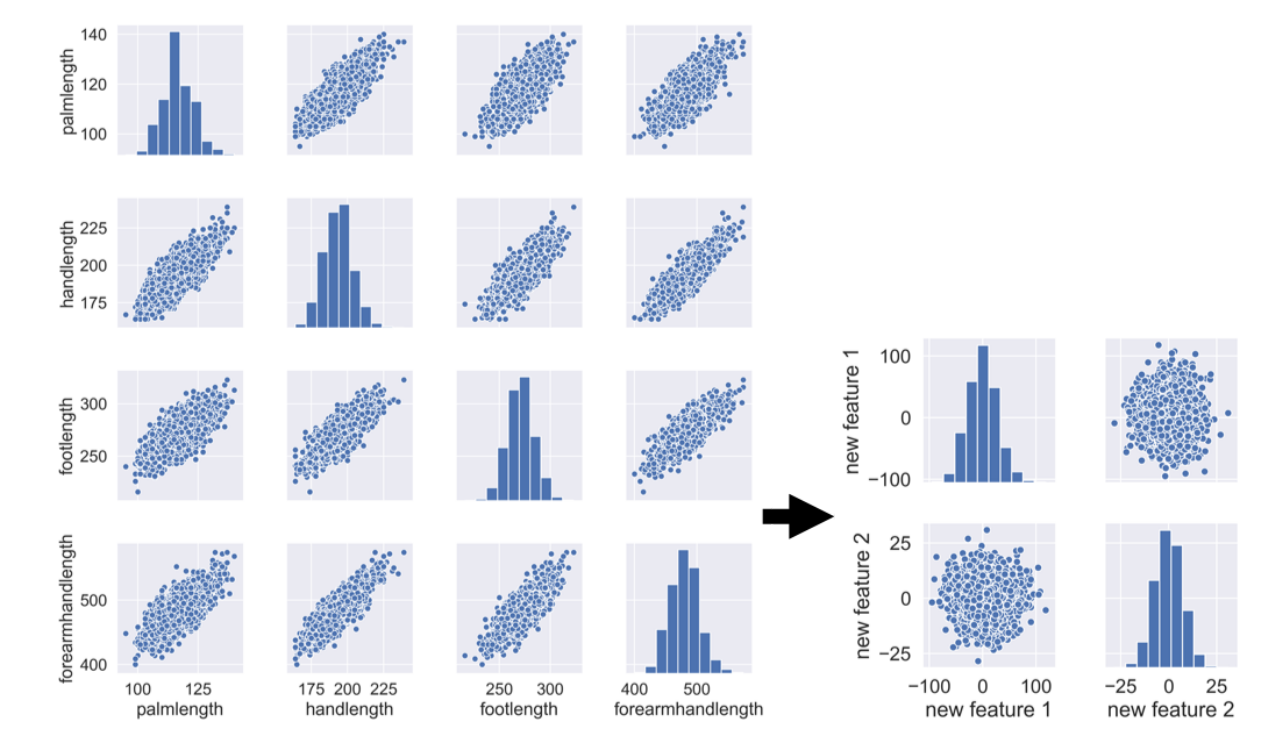 140
120
100
palmlength
225
200
175
handlength
300
250
footlength
500
400
forearmhandlength
100 125
palmlength
175 200 225
handlength
250 300
footlength
400 500
forearmhandlength
100
0
−100
new feature 1
25
0
−25
new feature 2
−100 0 100
new feature 1
−25 0 25
new feature 2